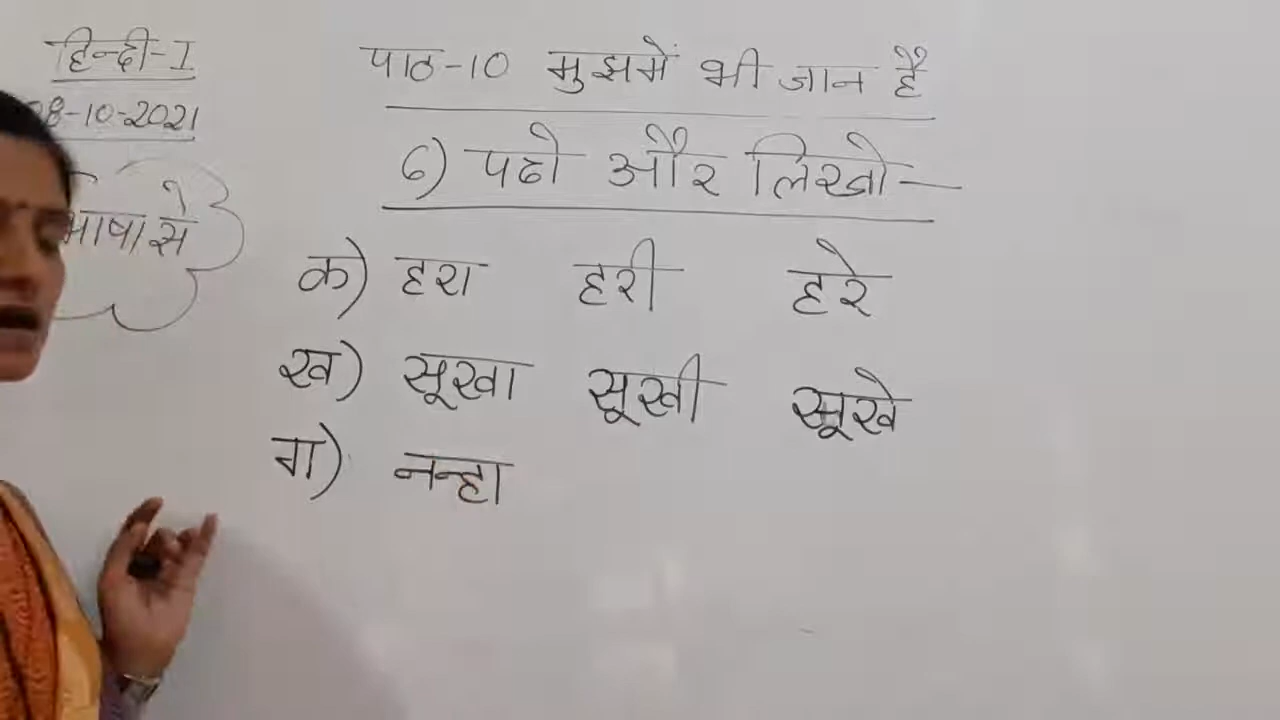 हिन्दी-I
08-10-2021
भाषा से
पाठ-10 मुझमें भी जान है
6) पढो और लिखो-
क) हरा हरी हरे
ख) सूखा सूखी सूखे
ग) नन्हा